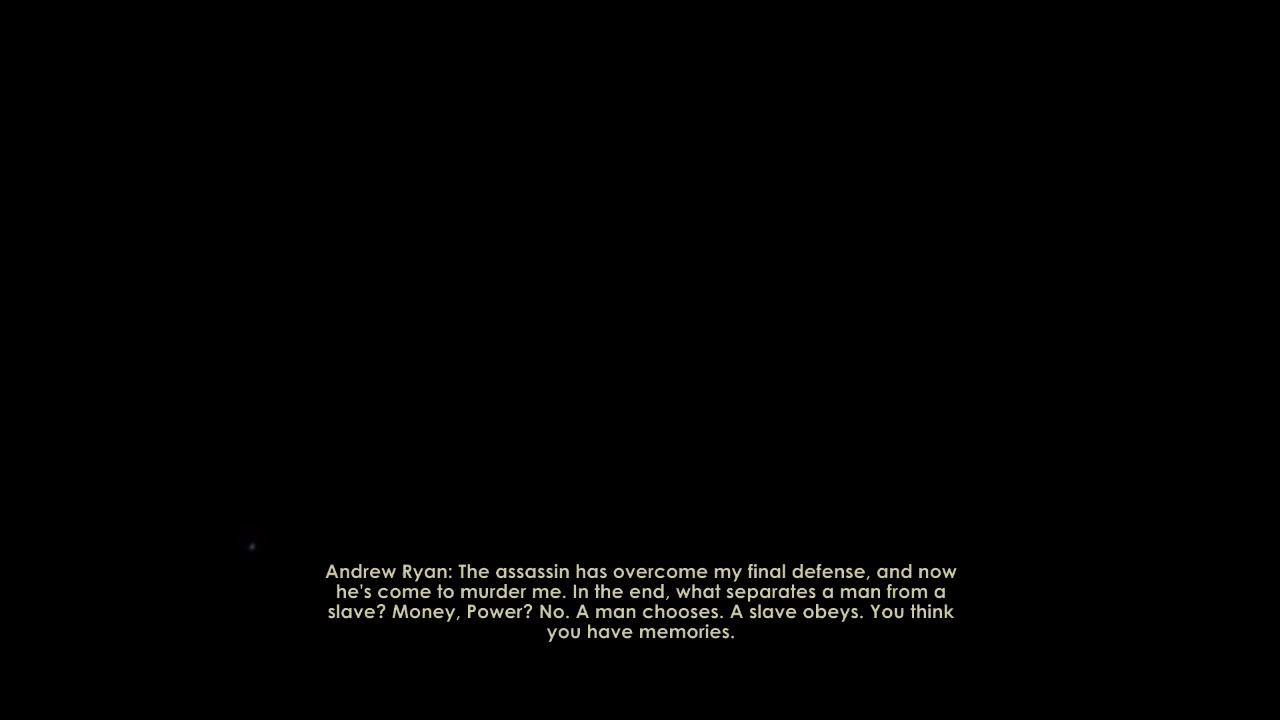 Andrew Ryan: The assassin has overcome my final defense, and now
he's come to murder me. In the end, what separates a man from a
slave? Money, Power? No. A man chooses. A slave obeys. You think
you have memories.